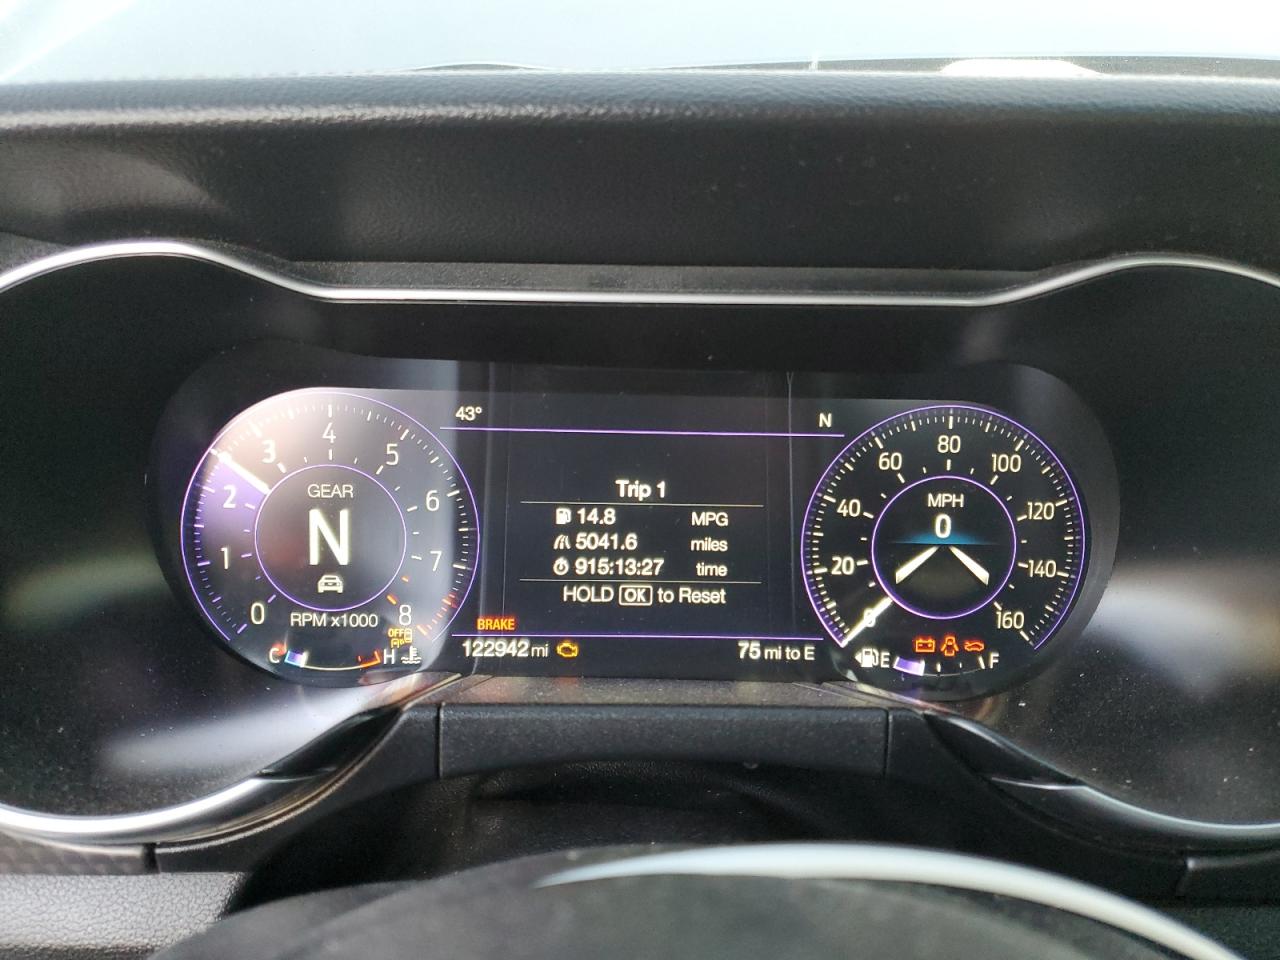 43°
N
0
1
2
3
4
5
6
7
8
GEAR
N
RPM x1000
OFF
C
H
Trip 1
14.8 MPG
5041.6 miles
915:13:27 time
HOLD OK to Reset
BRAKE
122942 mi
75 mi to E
20
40
60
80
100
120
140
160
MPH
0
E
F